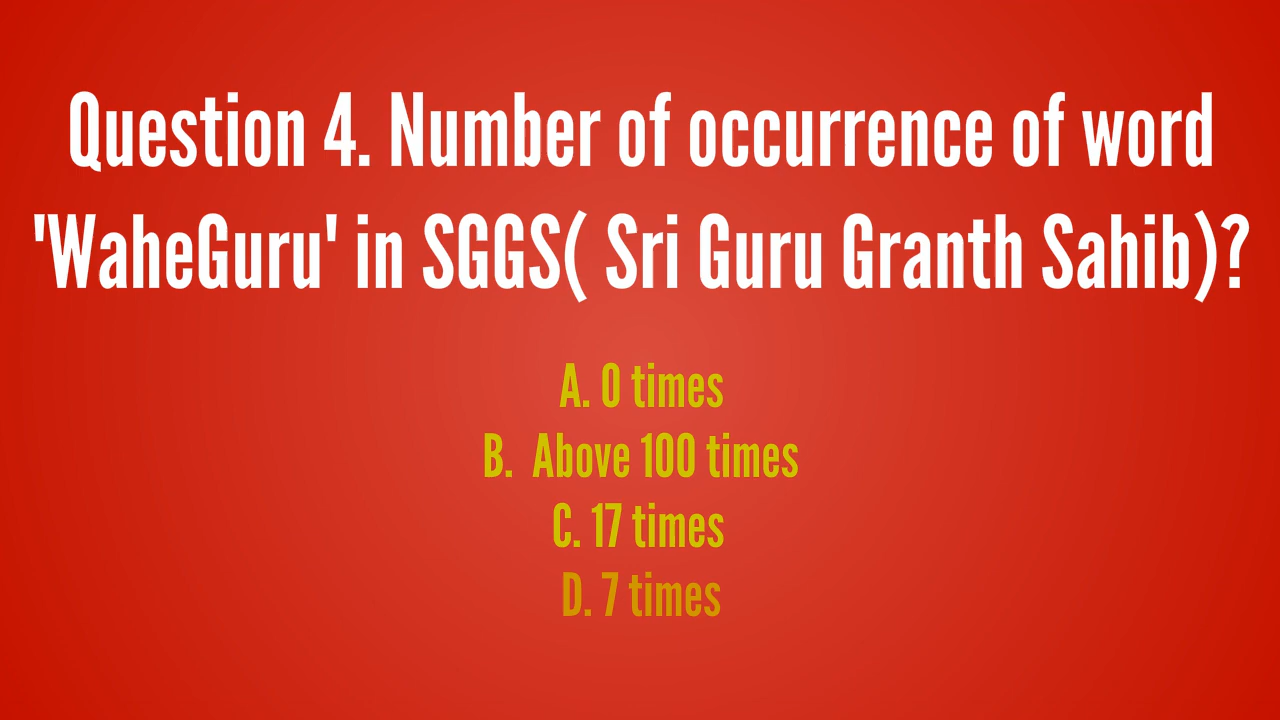 Question 4. Number of occurrence of word
'WaheGuru' in SGGS( Sri Guru Granth Sahib)?
A. 0 times
B. Above 100 times
C. 17 times
D. 7 times